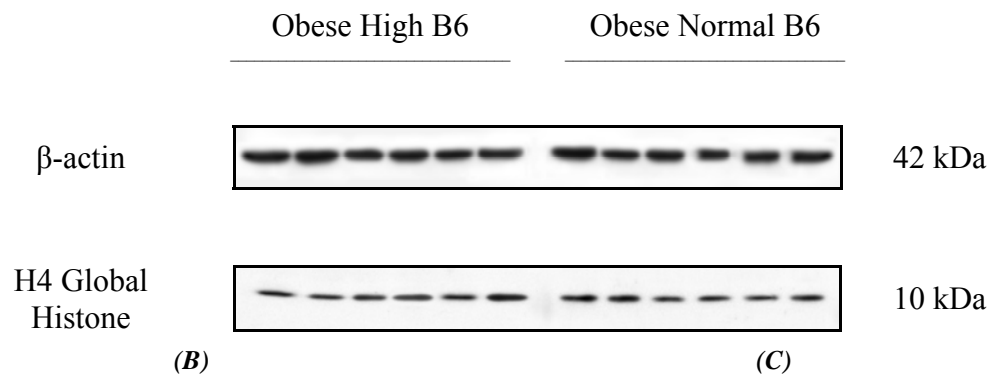 Obese High B6 Obese Normal B6
β-actin 42 kDa
H4 Global
Histone 10 kDa
(B) (C)